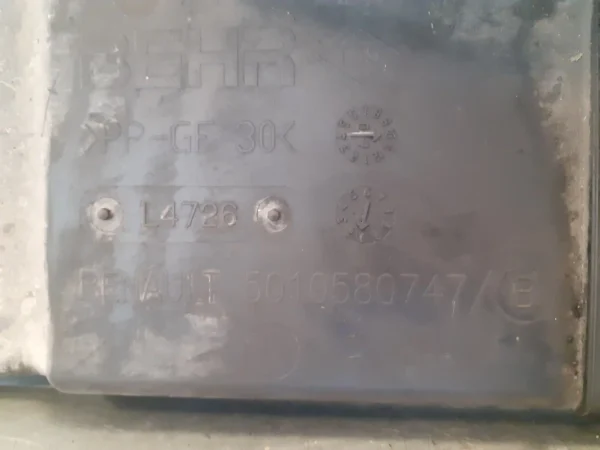 BEHR
>PP-GF 30<
L4726
RENAULT 5010580747/B